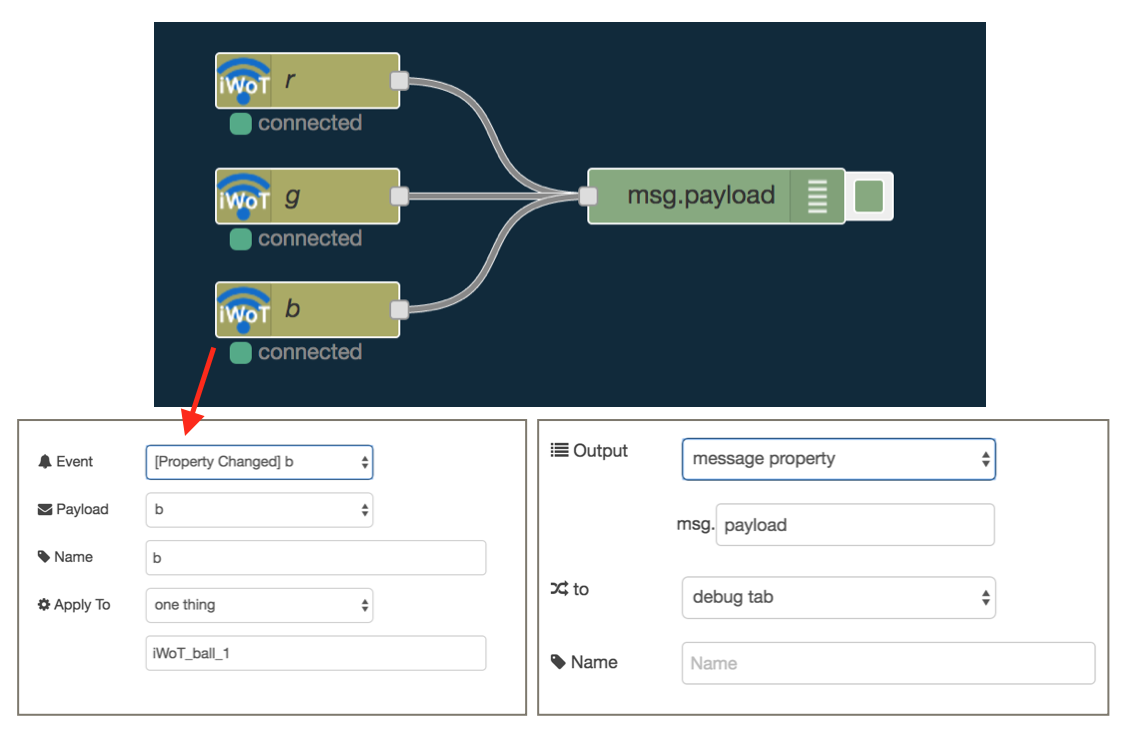 iWoT r
connected
iWoT g
msg.payload
connected
iWoT b
connected
Event [Property Changed] b
Payload b
Name b
Apply To one thing
iWoT_ball_1
Output message property
msg. payload
to debug tab
Name Name